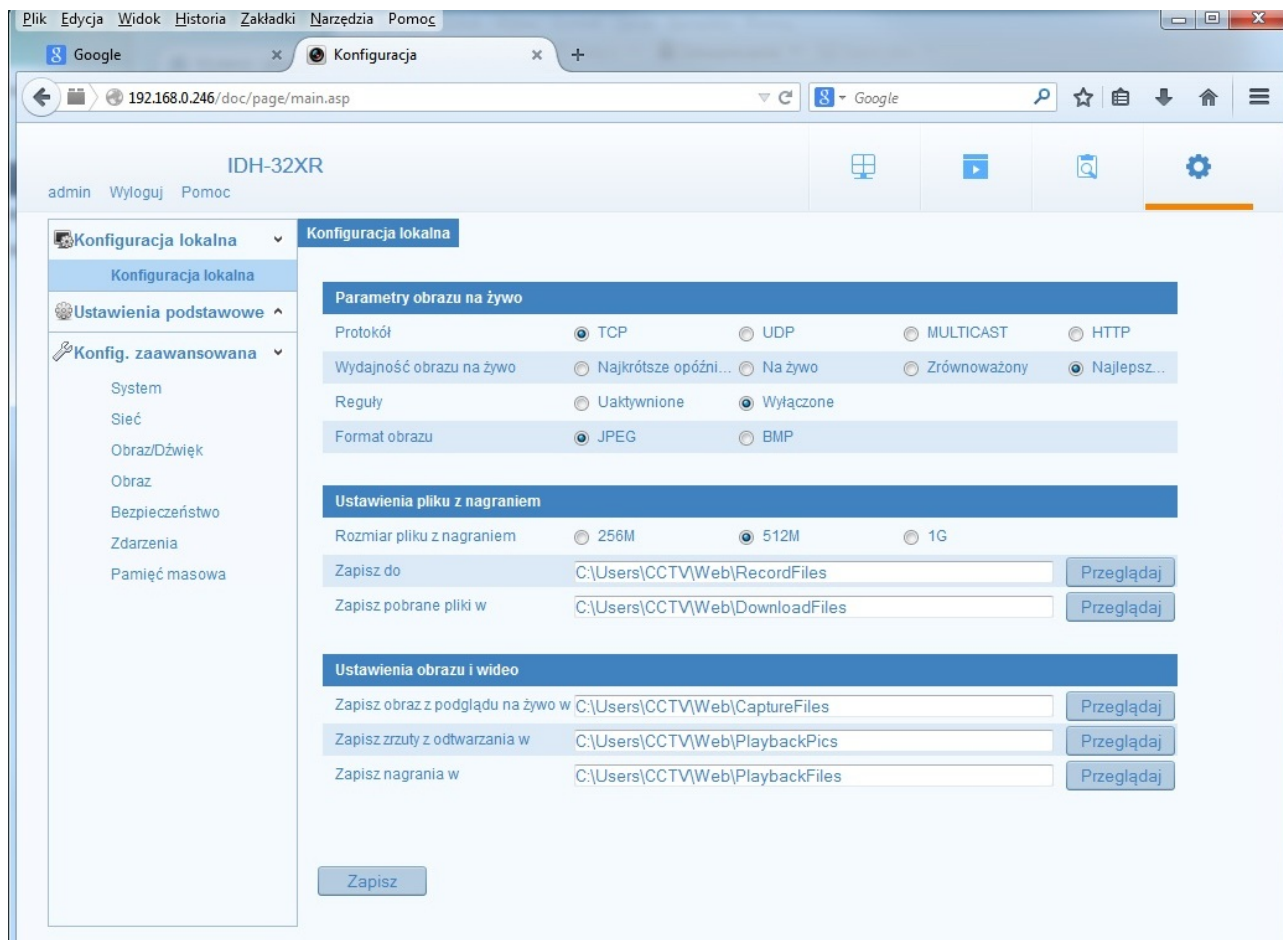 Plik Edycja Widok Historia Zakładki Narzędzia Pomoc
Google Konfiguracja
192.168.0.246/doc/page/main.asp Google
IDH-32XR
admin Wyloguj Pomoc
Konfiguracja lokalna
Konfiguracja lokalna
Ustawienia podstawowe
Konfig. zaawansowana
System
Sieć
Obraz/Dźwięk
Obraz
Bezpieczeństwo
Zdarzenia
Pamięć masowa
Konfiguracja lokalna
Parametry obrazu na żywo
Protokół TCP UDP MULTICAST HTTP
Wydajność obrazu na żywo Najkrótsze opóźni... Na żywo Zrównoważony Najlepsz...
Reguły Uaktywnione Wyłączone
Format obrazu JPEG BMP
Ustawienia pliku z nagraniem
Rozmiar pliku z nagraniem 256M 512M 1G
Zapisz do C:\Users\CCTV\Web\RecordFiles Przeglądaj
Zapisz pobrane pliki w C:\Users\CCTV\Web\DownloadFiles Przeglądaj
Ustawienia obrazu i wideo
Zapisz obraz z podglądu na żywo w C:\Users\CCTV\Web\CaptureFiles Przeglądaj
Zapisz zrzuty z odtwarzania w C:\Users\CCTV\Web\PlaybackPics Przeglądaj
Zapisz nagrania w C:\Users\CCTV\Web\PlaybackFiles Przeglądaj
Zapisz